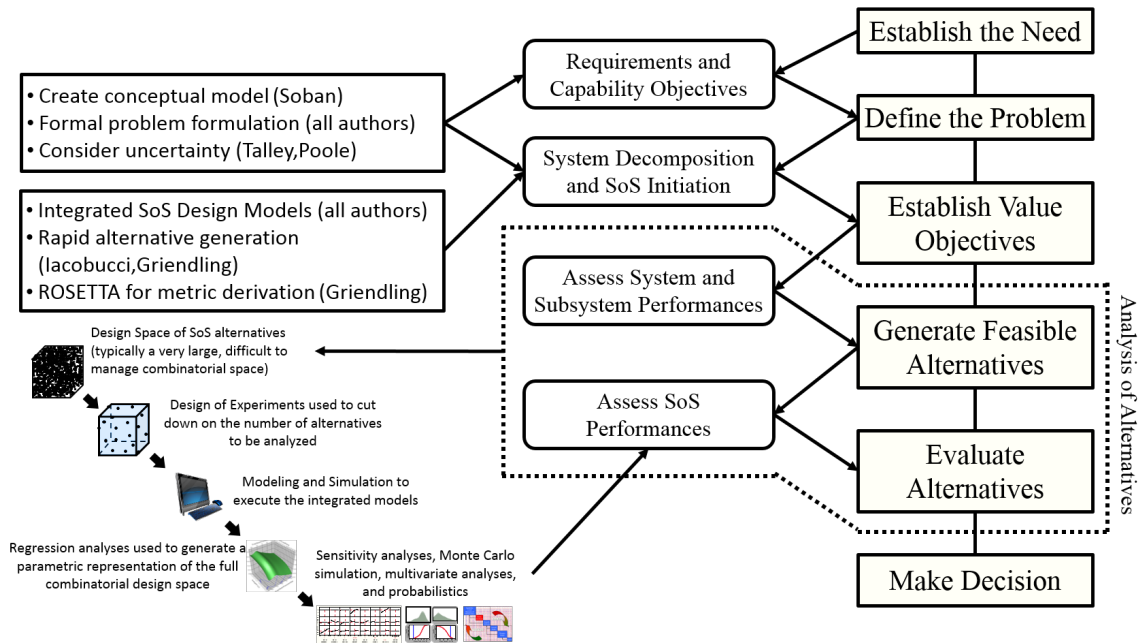 Establish the Need
Requirements and
Capability Objectives
• Create conceptual model (Soban)
• Formal problem formulation (all authors)
• Consider uncertainty (Talley,Poole)
Define the Problem
System Decomposition
and SoS Initiation
• Integrated SoS Design Models (all authors)
• Rapid alternative generation
(Iacobucci,Griendling)
• ROSETTA for metric derivation (Griendling)
Establish Value
Objectives
Assess System and
Subsystem Performances
Analysis of Alternatives
Generate Feasible
Alternatives
Design Space of SoS alternatives
(typically a very large, difficult to
manage combinatorial space)
Assess SoS
Performances
Design of Experiments used to cut
down on the number of alternatives
to be analyzed
Evaluate
Alternatives
Modeling and Simulation to
execute the integrated models
Regression analyses used to generate a
parametric representation of the full
combinatorial design space
Sensitivity analyses, Monte Carlo
simulation, multivariate analyses,
and probabilistics
Make Decision